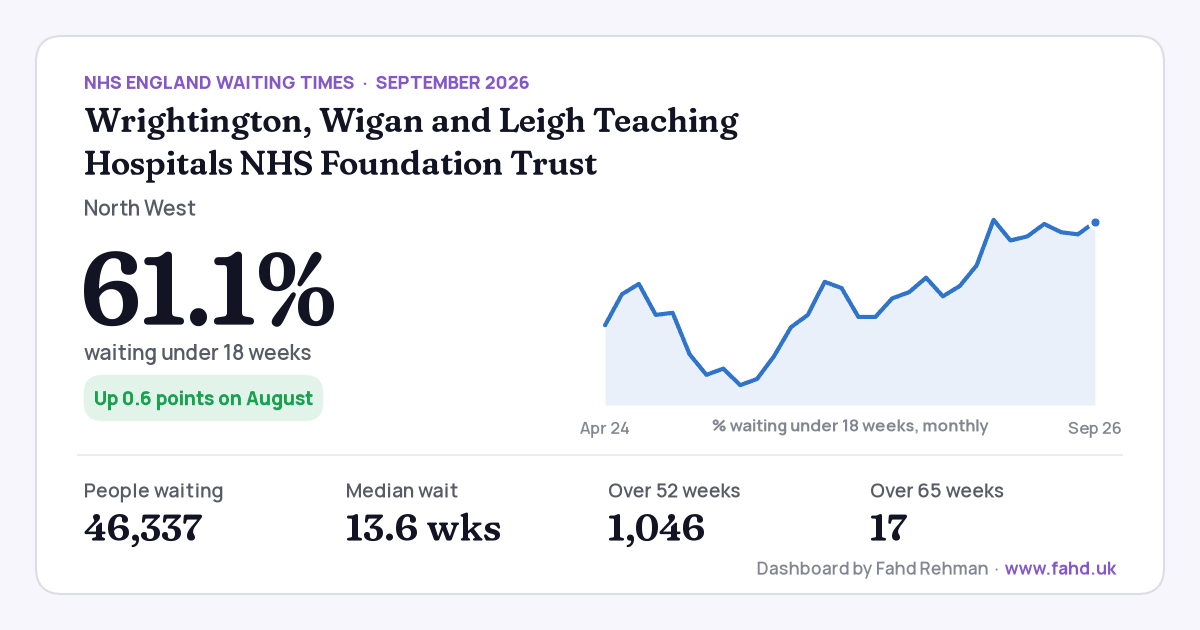 NHS ENGLAND WAITING TIMES · SEPTEMBER 2026
Wrightington, Wigan and Leigh Teaching
Hospitals NHS Foundation Trust
North West
61.1%
waiting under 18 weeks
Up 0.6 points on August
Apr 24
% waiting under 18 weeks, monthly
Sep 26
People waiting
46,337
Median wait
13.6 wks
Over 52 weeks
1,046
Over 65 weeks
17
Dashboard by Fahd Rehman · www.fahd.uk